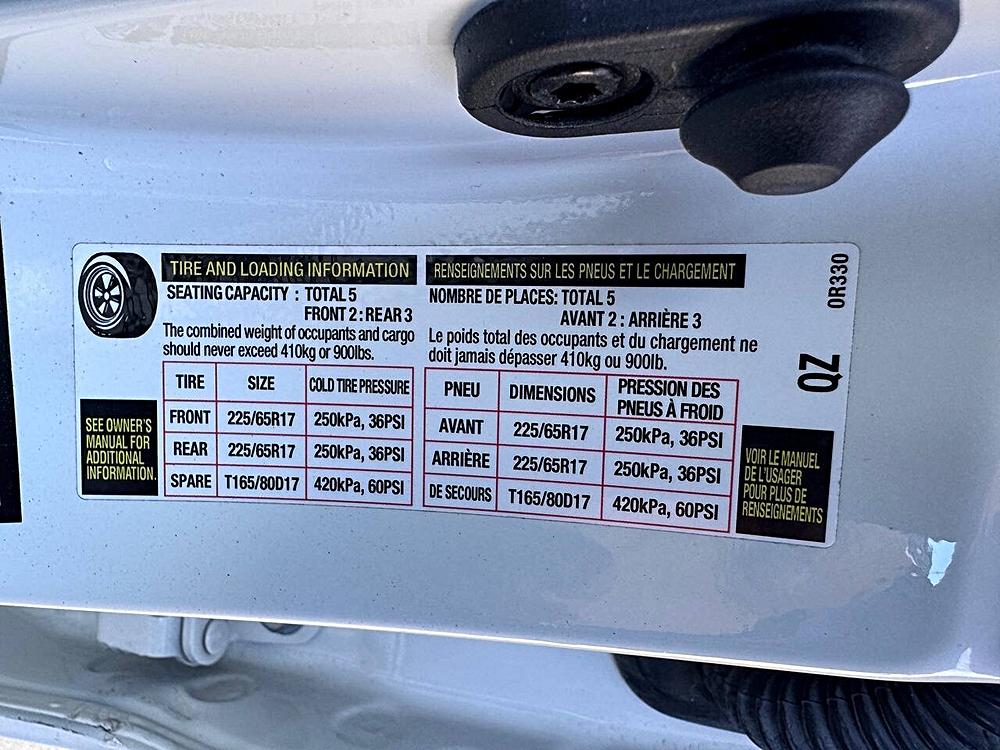 TIRE AND LOADING INFORMATION
SEATING CAPACITY : TOTAL 5
FRONT 2 : REAR 3
The combined weight of occupants and cargo
should never exceed 410kg or 900lbs.
TIRE SIZE COLD TIRE PRESSURE
FRONT 225/65R17 250kPa, 36PSI
REAR 225/65R17 250kPa, 36PSI
SPARE T165/80D17 420kPa, 60PSI
SEE OWNER'S
MANUAL FOR
ADDITIONAL
INFORMATION.
RENSEIGNEMENTS SUR LES PNEUS ET LE CHARGEMENT
NOMBRE DE PLACES: TOTAL 5
AVANT 2 : ARRIÈRE 3
Le poids total des occupants et du chargement ne
doit jamais dépasser 410kg ou 900lb.
PNEU DIMENSIONS PRESSION DES
PNEUS À FROID
AVANT 225/65R17 250kPa, 36PSI
ARRIÈRE 225/65R17 250kPa, 36PSI
DE SECOURS T165/80D17 420kPa, 60PSI
VOIR LE MANUEL
DE L'USAGER
POUR PLUS DE
RENSEIGNEMENTS
0R330
QZ